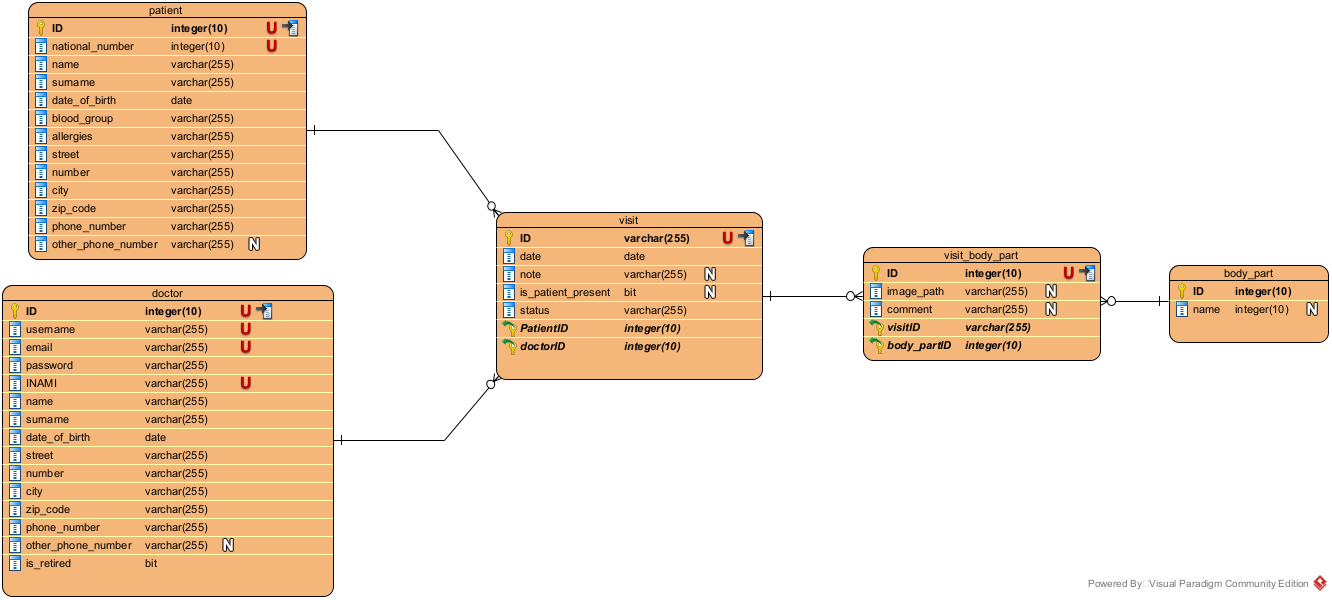 patient
ID integer(10) U
national_number integer(10) U
name varchar(255)
surname varchar(255)
date_of_birth date
blood_group varchar(255)
allergies varchar(255)
street varchar(255)
number varchar(255)
city varchar(255)
zip_code varchar(255)
phone_number varchar(255)
other_phone_number varchar(255) N
doctor
ID integer(10) U
username varchar(255) U
email varchar(255) U
password varchar(255)
INAMI varchar(255) U
name varchar(255)
surname varchar(255)
date_of_birth date
street varchar(255)
number varchar(255)
city varchar(255)
zip_code varchar(255)
phone_number varchar(255)
other_phone_number varchar(255) N
is_retired bit
visit
ID varchar(255) U
date date
note varchar(255) N
is_patient_present bit N
status varchar(255)
PatientID integer(10)
doctorID integer(10)
visit_body_part
ID integer(10) U
image_path varchar(255) N
comment varchar(255) N
visitID varchar(255)
body_partID integer(10)
body_part
ID integer(10)
name integer(10) N
Powered By Visual Paradigm Community Edition